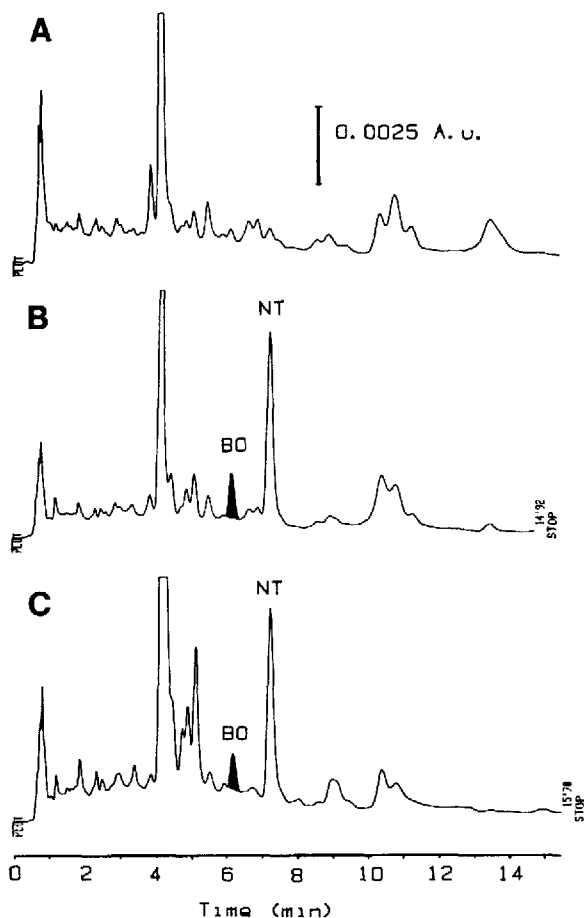 A
0.0025 A.u.
B
NT
BO
14'92
STOP
C
NT
BO
15'78
STOP
0 2 4 6 8 10 12 14
Time (min)